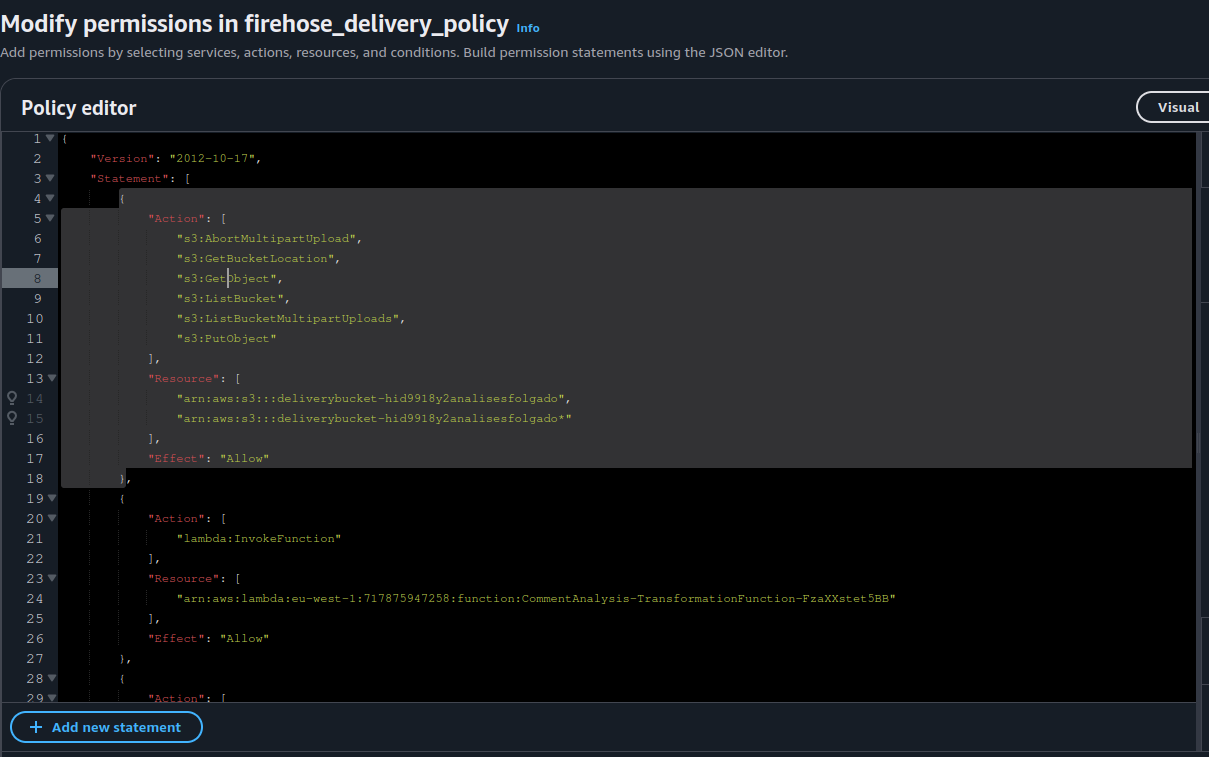 Modify permissions in firehose_delivery_policy Info
Add permissions by selecting services, actions, resources, and conditions. Build permission statements using the JSON editor.
Policy editor
Visual
1 {
2 "Version": "2012-10-17",
3 "Statement": [
4 {
5 "Action": [
6 "s3:AbortMultipartUpload",
7 "s3:GetBucketLocation",
8 "s3:GetObject",
9 "s3:ListBucket",
10 "s3:ListBucketMultipartUploads",
11 "s3:PutObject"
12 ],
13 "Resource": [
14 "arn:aws:s3:::deliverybucket-hid9918y2analisesfolgado",
15 "arn:aws:s3:::deliverybucket-hid9918y2analisesfolgado*"
16 ],
17 "Effect": "Allow"
18 },
19 {
20 "Action": [
21 "lambda:InvokeFunction"
22 ],
23 "Resource": [
24 "arn:aws:lambda:eu-west-1:717875947258:function:CommentAnalysis-TransformationFunction-FzaXXstet5BB"
25 ],
26 "Effect": "Allow"
27 },
28 {
29 "Action": [
+ Add new statement